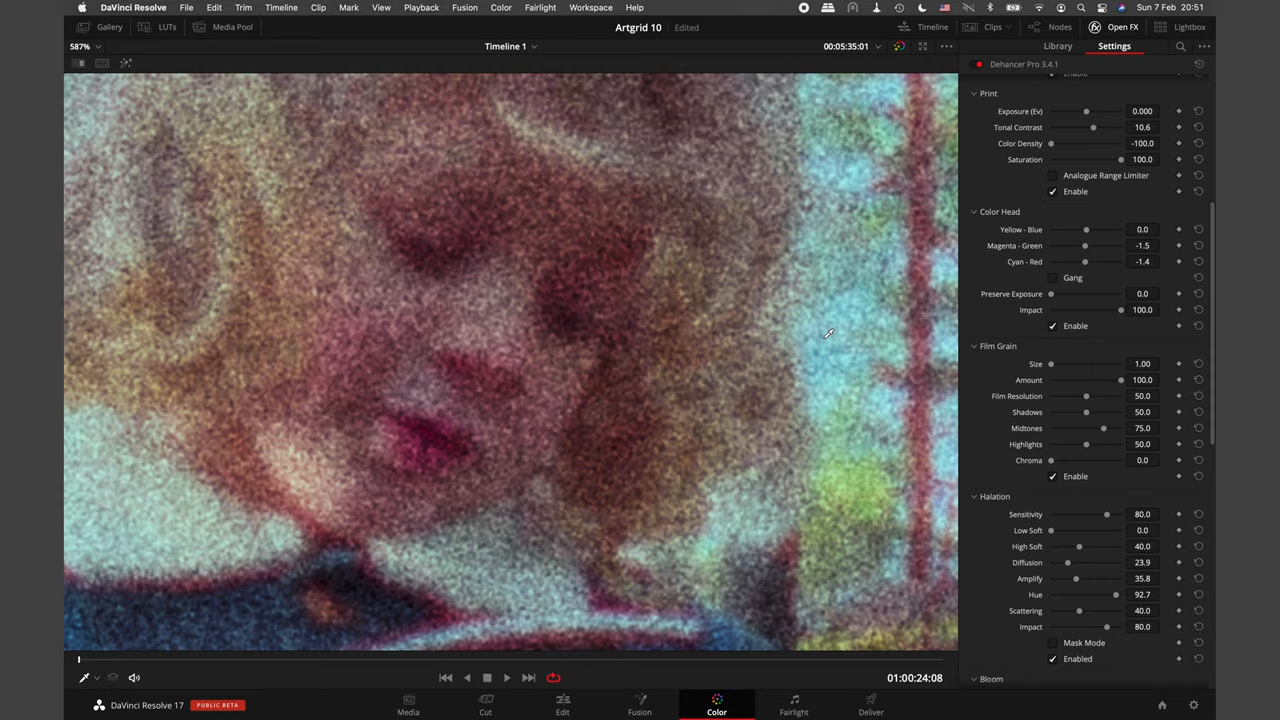 DaVinci Resolve File Edit Trim Timeline Clip Mark View Playback Fusion Color Fairlight Workspace Help Sun 7 Feb 20:51
Gallery LUTs Media Pool Artgrid 10 Edited Timeline Clips Nodes Open FX Lightbox
587% Timeline 1 00:05:35:01 Library Settings
Dehancer Pro 3.4.1
Enable
Print
Exposure (Ev) 0.000
Tonal Contrast 10.6
Color Density -100.0
Saturation 100.0
Analogue Range Limiter
Enable
Color Head
Yellow - Blue 0.0
Magenta - Green -1.5
Cyan - Red -1.4
Gang
Preserve Exposure 0.0
Impact 100.0
Enable
Film Grain
Size 1.00
Amount 100.0
Film Resolution 50.0
Shadows 50.0
Midtones 75.0
Highlights 50.0
Chroma 0.0
Enable
Halation
Sensitivity 80.0
Low Soft 0.0
High Soft 40.0
Diffusion 23.9
Amplify 35.8
Hue 92.7
Scattering 40.0
Impact 80.0
Mask Mode
Enabled
Bloom
01:00:24:08
DaVinci Resolve 17 PUBLIC BETA Media Cut Edit Fusion Color Fairlight Deliver